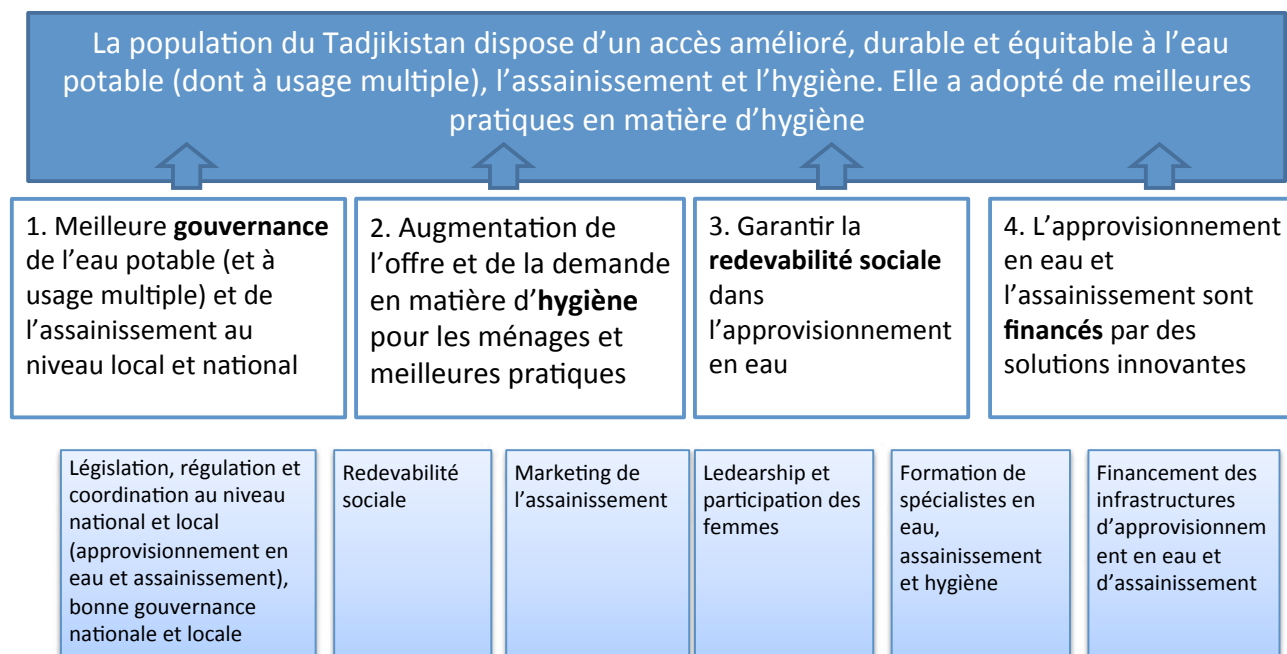 La population du Tadjikistan dispose d’un accès amélioré, durable et équitable à l’eau
potable (dont à usage multiple), l’assainissement et l’hygiène. Elle a adopté de meilleures
pratiques en matière d’hygiène
1. Meilleure gouvernance
de l’eau potable (et à
usage multiple) et de
l’assainissement au
niveau local et national
2. Augmentation de
l’offre et de la demande
en matière d’hygiène
pour les ménages et
meilleures pratiques
3. Garantir la
redevabilité sociale
dans
l’approvisionnement
en eau
4. L’approvisionnement
en eau et
l’assainissement sont
financés par des
solutions innovantes
Législation, régulation et
coordination au niveau
national et local
(approvisionnement en
eau et assainissement),
bonne gouvernance
nationale et locale
Redevabilité
sociale
Marketing de
l’assainissement
Ledearship et
participation des
femmes
Formation de
spécialistes en
eau,
assainissement
et hygiène
Financement des
infrastructures
d’approvisionnem
ent en eau et
d’assainissement